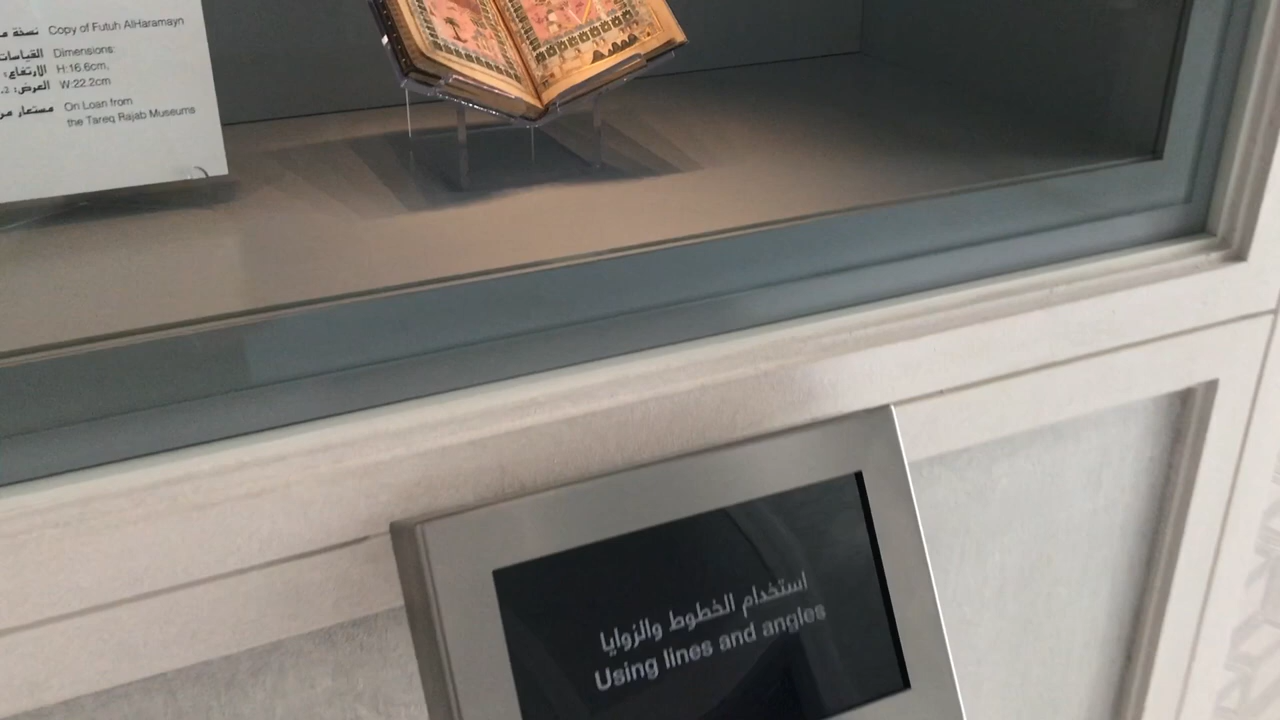 نسخة Copy of Futuh AlHaramayn
القياسات Dimensions:
الارتفاع: H:16.6cm,
العرض: W:22.2cm
مستعار On Loan from
the Tareq Rajab Museums
استخدام الخطوط والزوايا
Using lines and angles